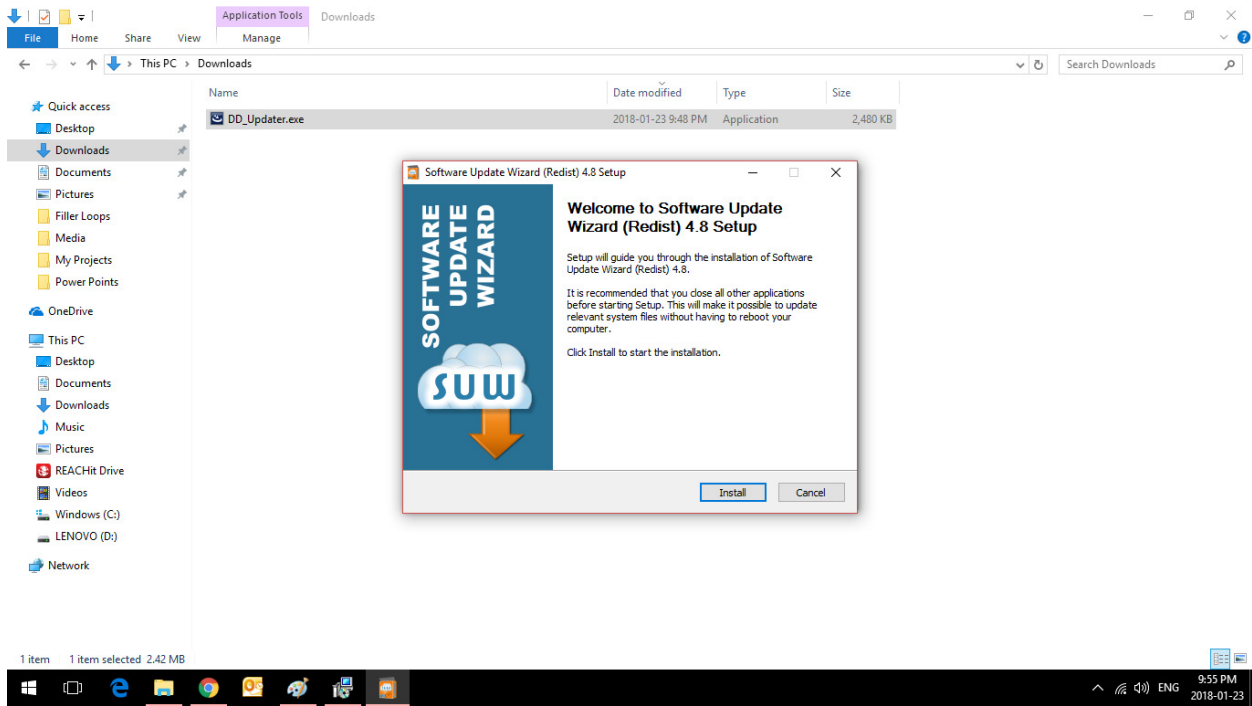 Application Tools
Downloads
File
Home
Share
View
Manage
This PC
Downloads
Search Downloads
Name
Date modified
Type
Size
Quick access
Desktop
Downloads
Documents
Pictures
Filler Loops
Media
My Projects
Power Points
OneDrive
This PC
Desktop
Documents
Downloads
Music
Pictures
REACHit Drive
Videos
Windows (C:)
LENOVO (D:)
Network
DD_Updater.exe
2018-01-23 9:48 PM
Application
2,480 KB
Software Update Wizard (Redist) 4.8 Setup
SOFTWARE
UPDATE
WIZARD
SUW
Welcome to Software Update
Wizard (Redist) 4.8 Setup
Setup will guide you through the installation of Software
Update Wizard (Redist) 4.8.
It is recommended that you close all other applications
before starting Setup. This will make it possible to update
relevant system files without having to reboot your
computer.
Click Install to start the installation.
Install
Cancel
1 item
1 item selected 2.42 MB
ENG
9:55 PM
2018-01-23